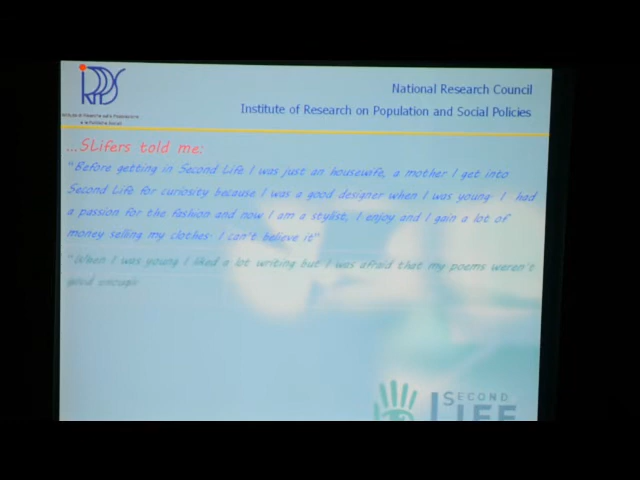 IRPPS
National Research Council
Institute of Research on Population and Social Policies
...SLifers told me:
"Before getting in Second Life I was just an housewife, a mother I get into
Second Life for curiosity because I was a good designer when I was young. I had
a passion for the fashion and now I am a stylist, I enjoy and I gain a lot of
money selling my clothes. I can't believe it"
"When I was young I liked a lot writing but I was afraid that my poems weren't
good enough
SECOND
LIFE